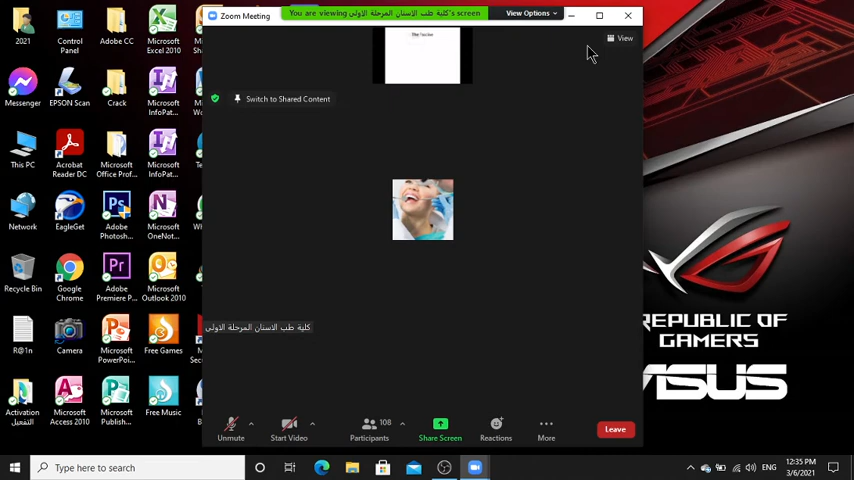 2021
Control Panel
Adobe CC
Microsoft Excel 2010
Messenger
EPSON Scan
Crack
Microsoft InfoPat...
This PC
Acrobat Reader DC
Microsoft Office Prof...
Microsoft InfoPat...
Network
EagleGet
Adobe Photosh...
Microsoft OneNot...
Recycle Bin
Google Chrome
Adobe Premiere P...
Microsoft Outlook 2010
R@1n
Camera
Microsoft PowerPoi...
Free Games
Activation التفعيل
Microsoft Access 2010
Microsoft Publish...
Free Music
Zoom Meeting
You are viewing كلية طب الاسنان المرحلة الاولى's screen
View Options
View
Switch to Shared Content
كلية طب الاسنان المرحلة الاولى
Unmute
Start Video
108
Participants
Share Screen
Reactions
More
Leave
REPUBLIC OF
GAMERS
ASUS
Type here to search
ENG
12:35 PM
3/6/2021